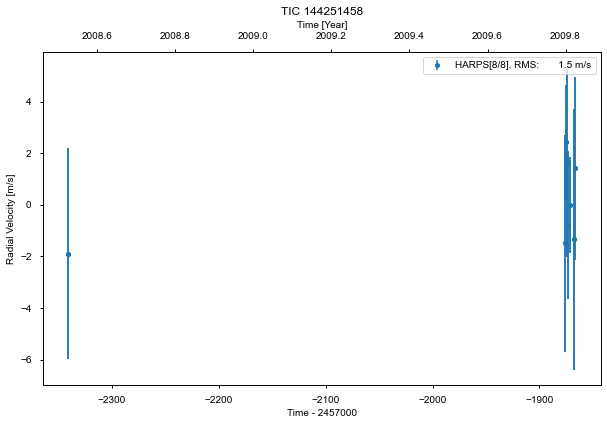 TIC 144251458
Time [Year]
2008.6 2008.8 2009.0 2009.2 2009.4 2009.6 2009.8
HARPS[8/8], RMS: 1.5 m/s
Radial Velocity [m/s]
4
2
0
−2
−4
−6
−2300 −2200 −2100 −2000 −1900
Time - 2457000